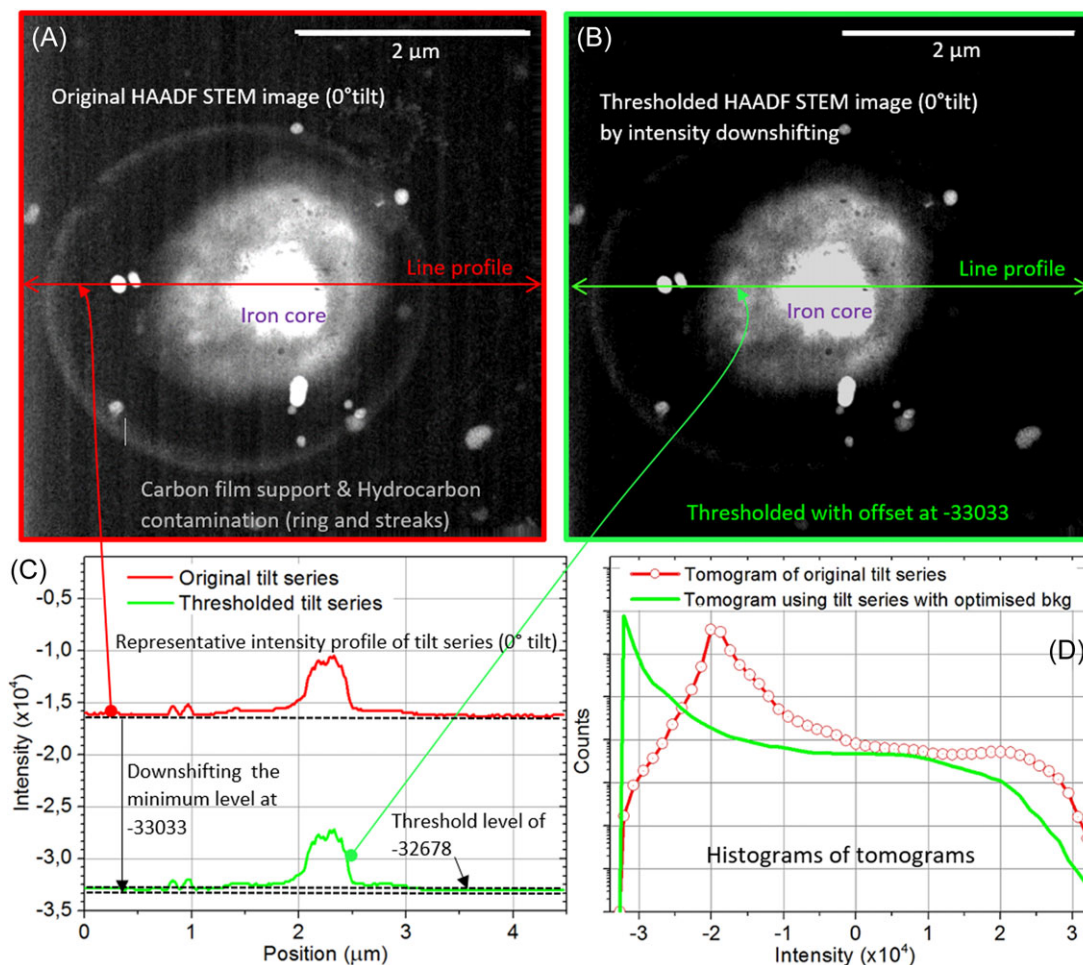 (A)
2 µm
Original HAADF STEM image (0°tilt)
Line profile
Iron core
Carbon film support & Hydrocarbon
contamination (ring and streaks)
(B)
2 µm
Thresholded HAADF STEM image (0°tilt)
by intensity downshifting
Line profile
Iron core
Thresholded with offset at -33033
(C)
Original tilt series
Thresholded tilt series
Representative intensity profile of tilt series (0° tilt)
Downshifting the
minimum level at
-33033
Threshold level of
-32678
Intensity (x10⁴)
-0,5
-1,0
-1,5
-2,0
-2,5
-3,0
-3,5
0 1 2 3 4
Position (µm)
Tomogram of original tilt series
Tomogram using tilt series with optimised bkg
(D)
Counts
Histograms of tomograms
-3 -2 -1 0 1 2 3
Intensity (x10⁴)